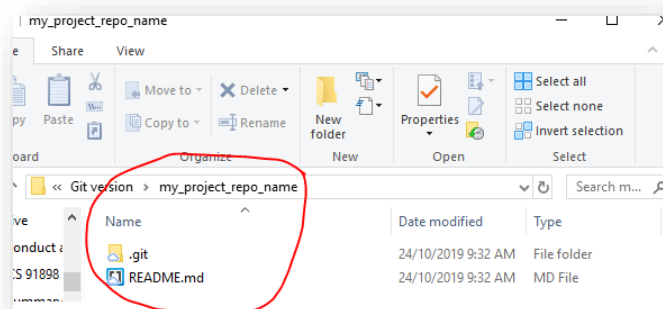 my_project_repo_name
Share View
Paste
Move to
Copy to
Delete
Rename
New folder
Properties
Select all
Select none
Invert selection
Organize New Open Select
« Git version > my_project_repo_name
Search m...
Name Date modified Type
.git 24/10/2019 9:32 AM File folder
README.md 24/10/2019 9:32 AM MD File